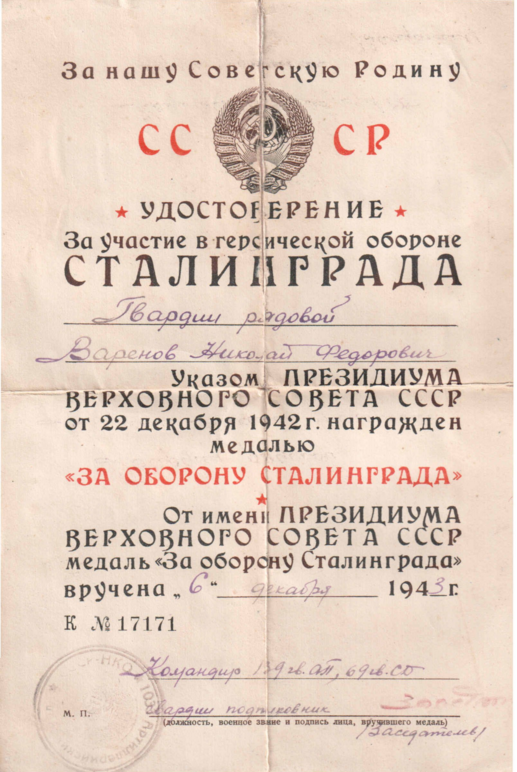 За нашу Советскую Родину
СС СР
УДОСТОВЕРЕНИЕ
За участие в героической обороне
СТАЛИНГРАДА
Гвардии рядовой
Варенов Николай Федорович
Указом ПРЕЗИДИУМА
ВЕРХОВНОГО СОВЕТА СССР
от 22 декабря 1942 г. награжден
медалью
«ЗА ОБОРОНУ СТАЛИНГРАДА»
От имени ПРЕЗИДИУМА
ВЕРХОВНОГО СОВЕТА СССР
медаль «За оборону Сталинграда»
вручена „6“ декабря 1943 г.
К № 17171
Командир 139 гв. АП, 69 гв. СД
гвардии подполковник
М. П.
(должность, военное звание и подпись лица, вручившего медаль)
(Заседателев)